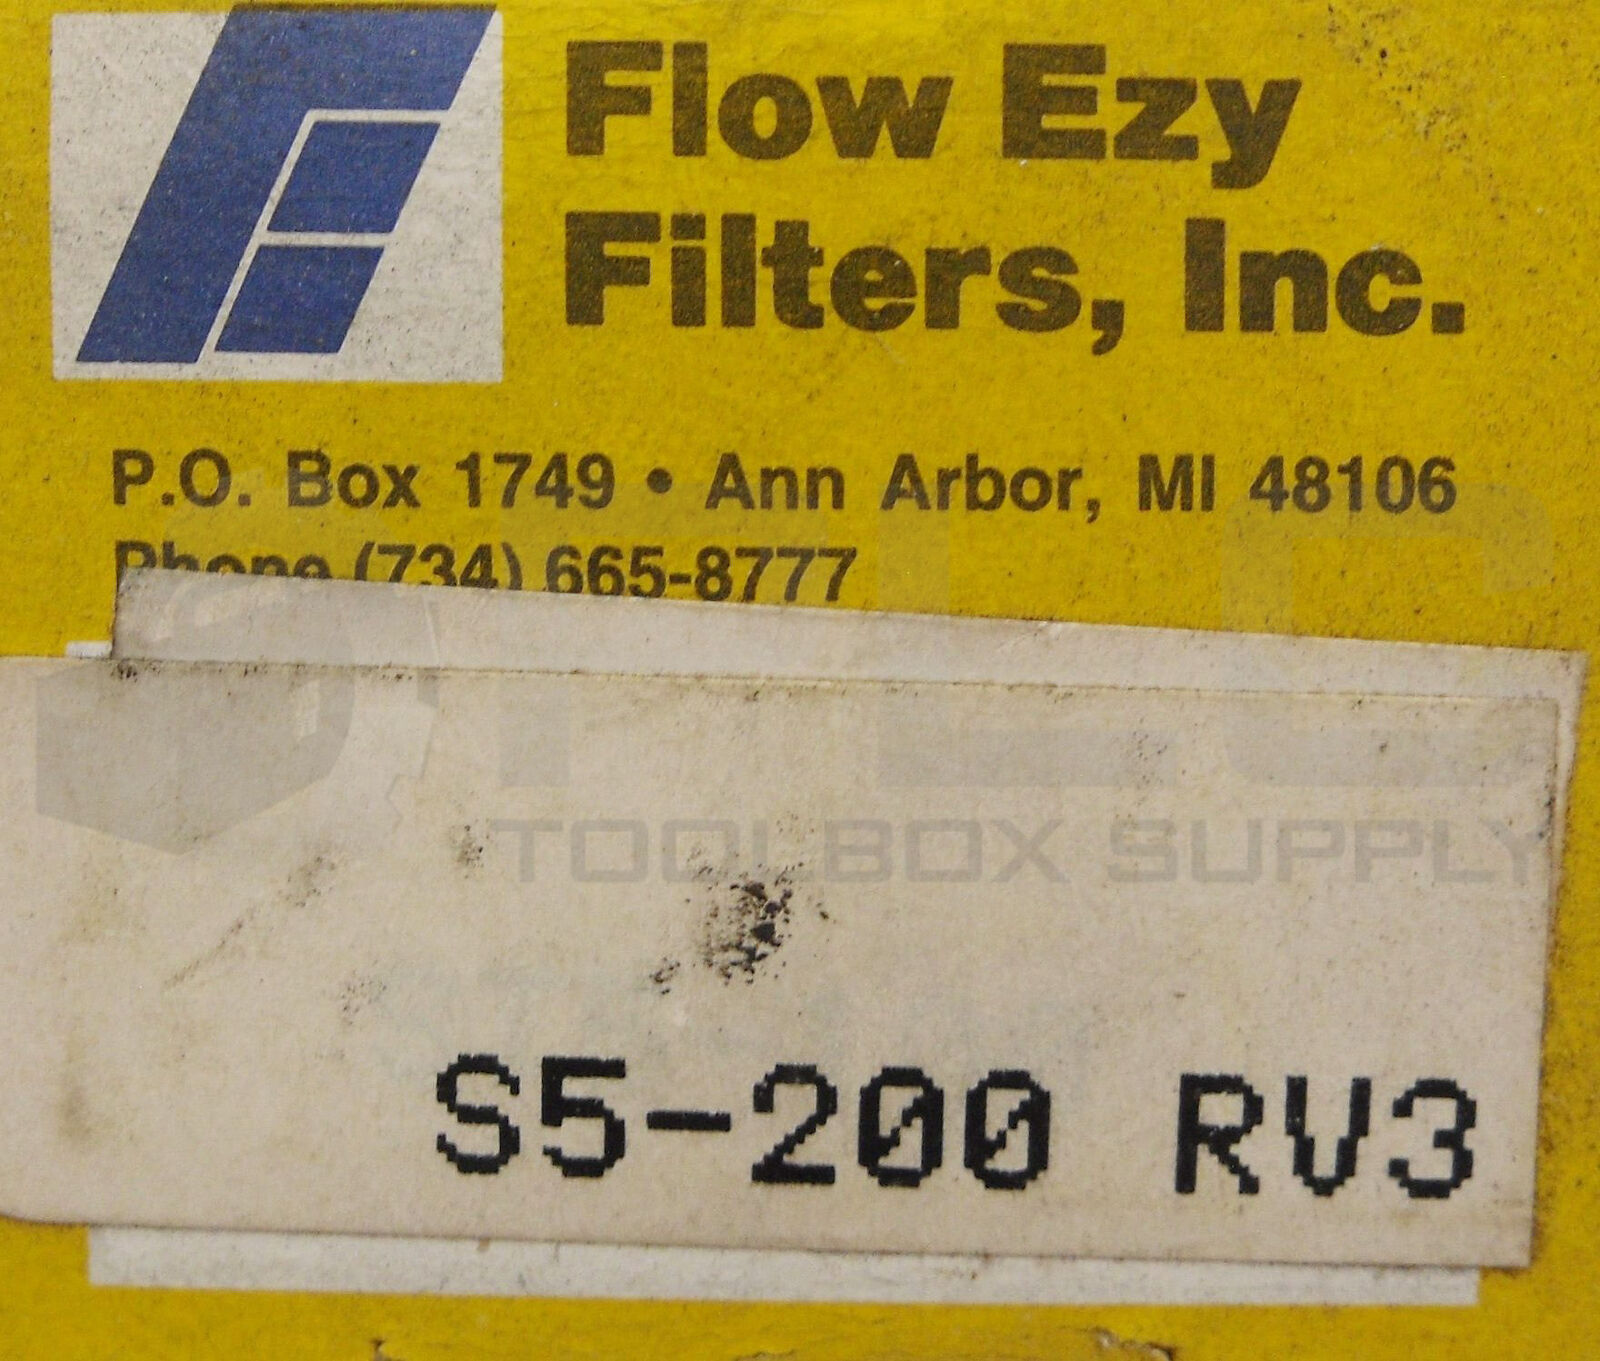 Flow Ezy
Filters, Inc.
P.O. Box 1749 • Ann Arbor, MI 48106
Phone (734) 665-8777
TOOLBOX SUPPLY
S5-200 RV3